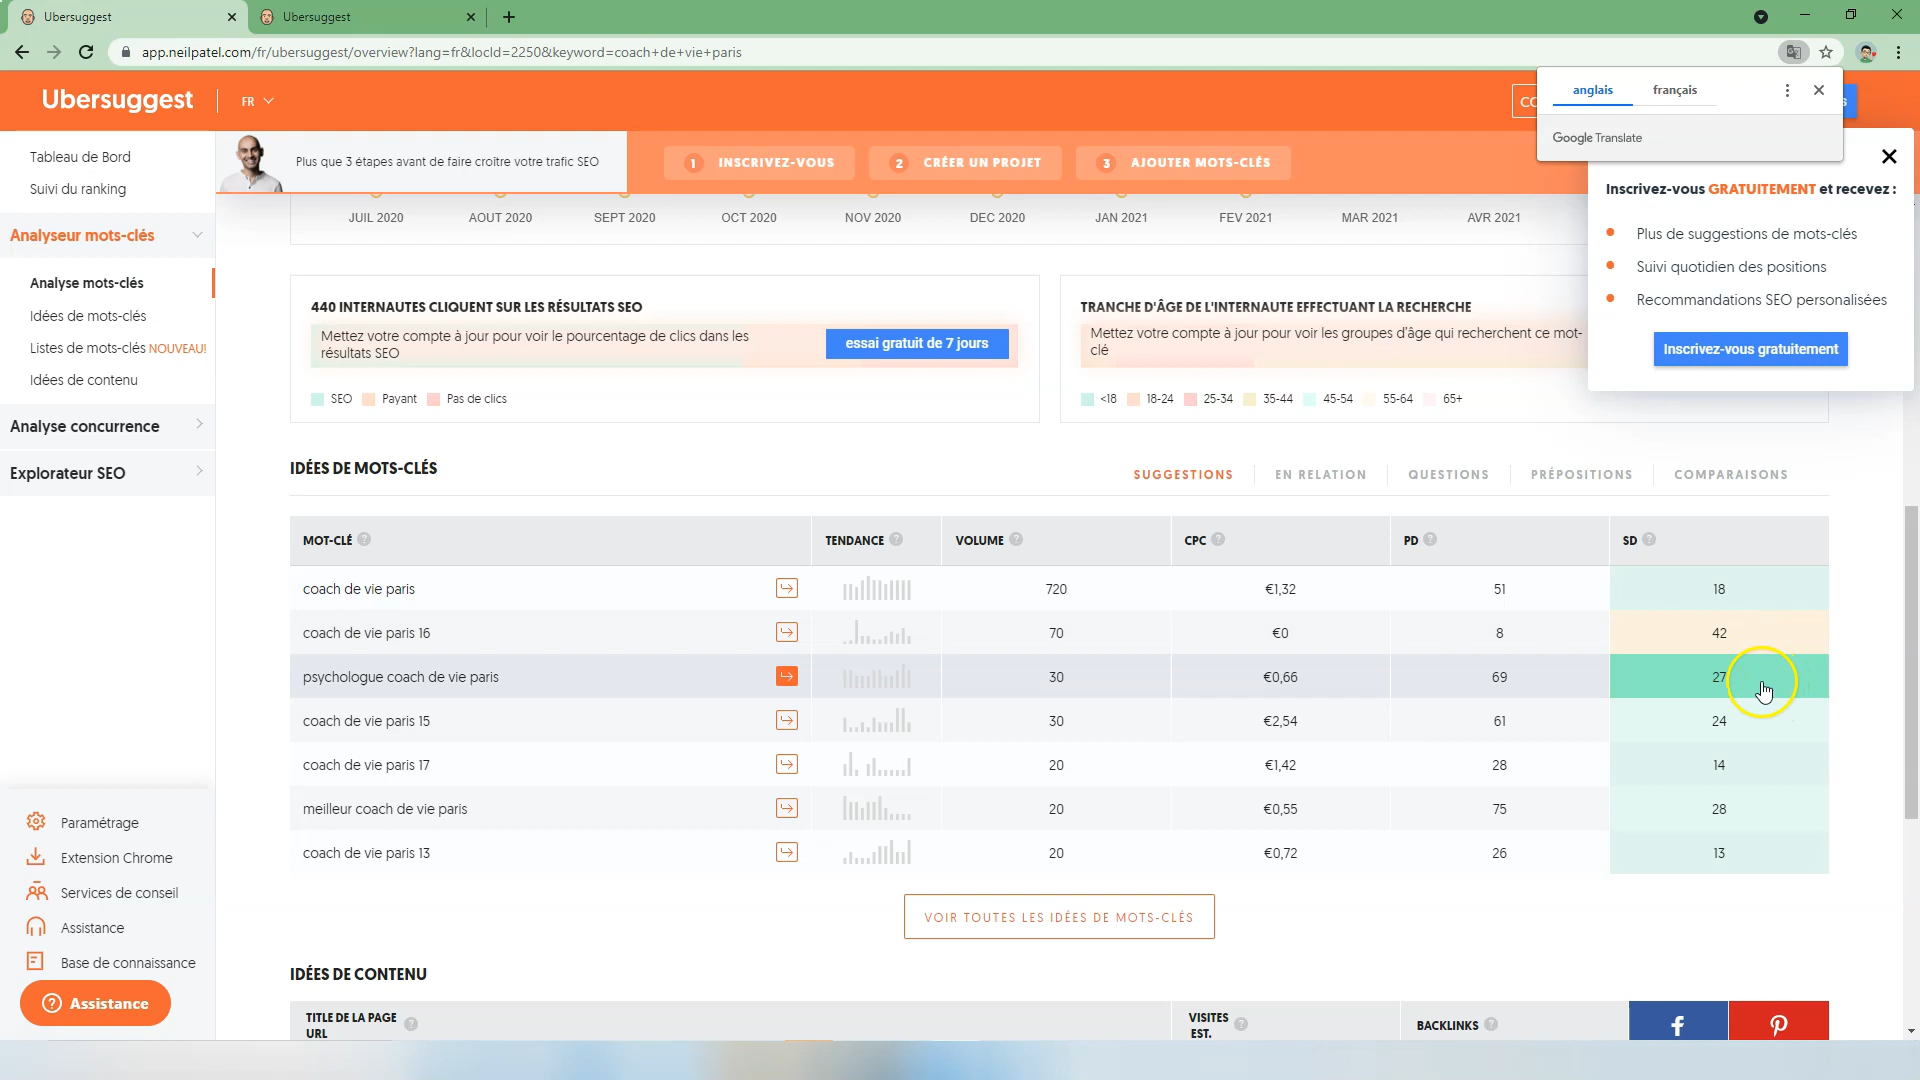 Ubersuggest
Ubersuggest
app.neilpatel.com/fr/ubersuggest/overview?lang=fr&locId=2250&keyword=coach+de+vie+paris
Ubersuggest
FR
anglais français
Google Translate
Tableau de Bord
Suivi du ranking
Analyseur mots-clés
Analyse mots-clés
Idées de mots-clés
Listes de mots-clés NOUVEAU!
Idées de contenu
Analyse concurrence
Explorateur SEO
Paramétrage
Extension Chrome
Services de conseil
Assistance
Base de connaissance
Assistance
Plus que 3 étapes avant de faire croître votre trafic SEO
1 INSCRIVEZ-VOUS
2 CRÉER UN PROJET
3 AJOUTER MOTS-CLÉS
Inscrivez-vous GRATUITEMENT et recevez :
Plus de suggestions de mots-clés
Suivi quotidien des positions
Recommandations SEO personalisées
Inscrivez-vous gratuitement
JUIL 2020 AOUT 2020 SEPT 2020 OCT 2020 NOV 2020 DEC 2020 JAN 2021 FEV 2021 MAR 2021 AVR 2021
440 INTERNAUTES CLIQUENT SUR LES RÉSULTATS SEO
Mettez votre compte à jour pour voir le pourcentage de clics dans les
résultats SEO
essai gratuit de 7 jours
SEO Payant Pas de clics
TRANCHE D'ÂGE DE L'INTERNAUTE EFFECTUANT LA RECHERCHE
Mettez votre compte à jour pour voir les groupes d'âge qui recherchent ce mot-
clé
<18 18-24 25-34 35-44 45-54 55-64 65+
IDÉES DE MOTS-CLÉS
SUGGESTIONS EN RELATION QUESTIONS PRÉPOSITIONS COMPARAISONS
MOT-CLÉ ? TENDANCE ? VOLUME ? CPC ? PD ? SD ?
coach de vie paris 720 €1,32 51 18
coach de vie paris 16 70 €0 8 42
psychologue coach de vie paris 30 €0,66 69 27
coach de vie paris 15 30 €2,54 61 24
coach de vie paris 17 20 €1,42 28 14
meilleur coach de vie paris 20 €0,55 75 28
coach de vie paris 13 20 €0,72 26 13
VOIR TOUTES LES IDÉES DE MOTS-CLÉS
IDÉES DE CONTENU
TITLE DE LA PAGE
URL ?
VISITES
EST. ?
BACKLINKS ?